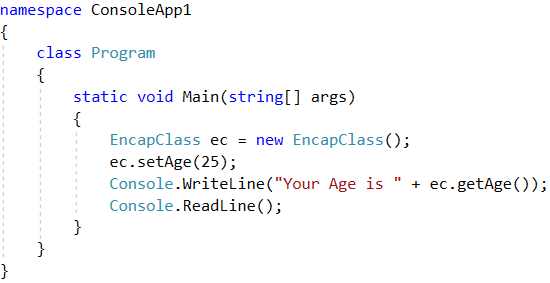 namespace ConsoleApp1
{
    class Program
    {
        static void Main(string[] args)
        {
            EncapClass ec = new EncapClass();
            ec.setAge(25);
            Console.WriteLine("Your Age is " + ec.getAge());
            Console.ReadLine();
        }
    }
}